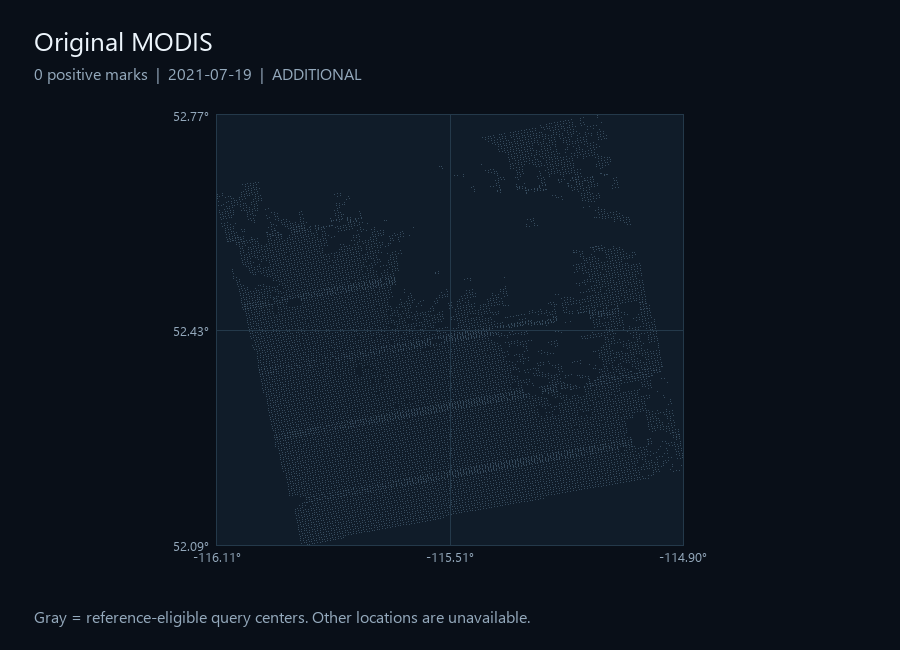 Original MODIS
0 positive marks | 2021-07-19 | ADDITIONAL
52.77°
52.43°
52.09°
-116.11°
-115.51°
-114.90°
Gray = reference-eligible query centers. Other locations are unavailable.